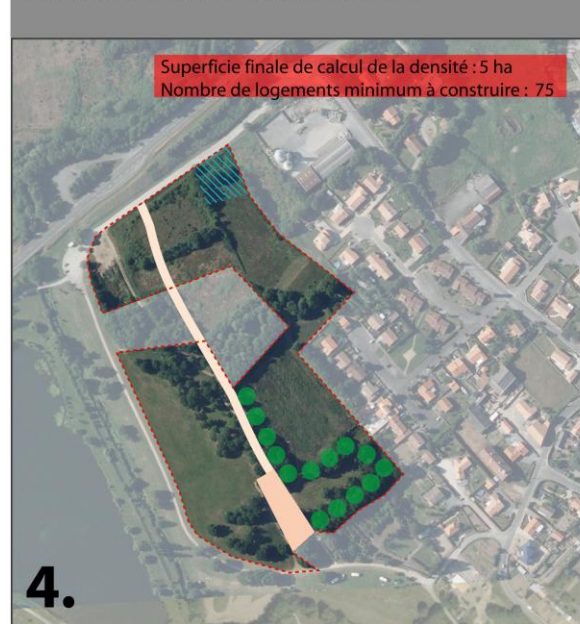 Superficie finale de calcul de la densité : 5 ha
Nombre de logements minimum à construire : 75
4.